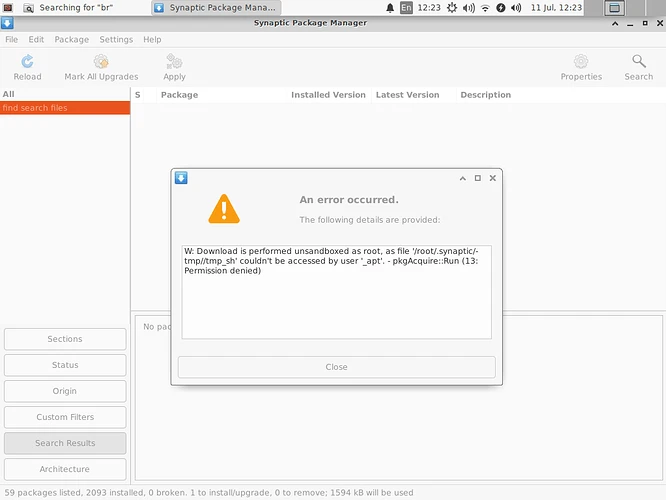 Searching for "br"
Synaptic Package Mana...
En
12:23
11 Jul, 12:23
Synaptic Package Manager
File Edit Package Settings Help
Reload Mark All Upgrades Apply Properties Search
All
find search files
S Package Installed Version Latest Version Description
An error occurred.
The following details are provided:
W: Download is performed unsandboxed as root, as file '/root/.synaptic/-
tmp//tmp_sh' couldn't be accessed by user '_apt'. - pkgAcquire::Run (13:
Permission denied)
Close
No pac
Sections
Status
Origin
Custom Filters
Search Results
Architecture
59 packages listed, 2093 installed, 0 broken. 1 to install/upgrade, 0 to remove; 1594 kB will be used